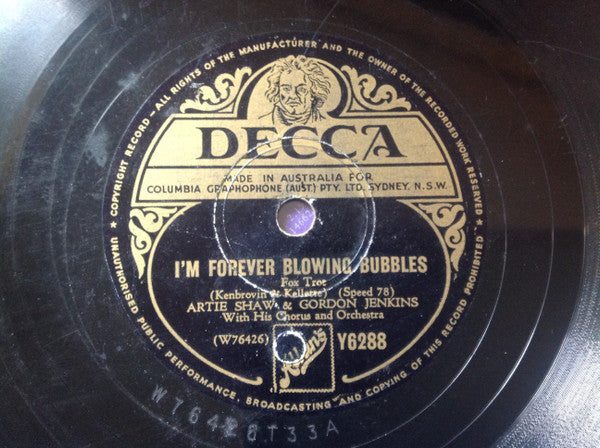 ★ COPYRIGHT RECORD — ALL RIGHTS OF THE MANUFACTURER AND THE OWNER OF THE RECORDED WORK RESERVED ★
DECCA
MADE IN AUSTRALIA FOR
COLUMBIA GRAPHOPHONE (AUST) PTY. LTD. SYDNEY. N.S.W.
I'M FOREVER BLOWING BUBBLES
Fox Trot
(Kenbrovin & Kellette) (Speed 78)
ARTIE SHAW & GORDON JENKINS
With His Chorus and Orchestra
(W76426) Y6288
UNAUTHORISED PUBLIC PERFORMANCE, BROADCASTING AND COPYING OF THIS RECORD PROHIBITED